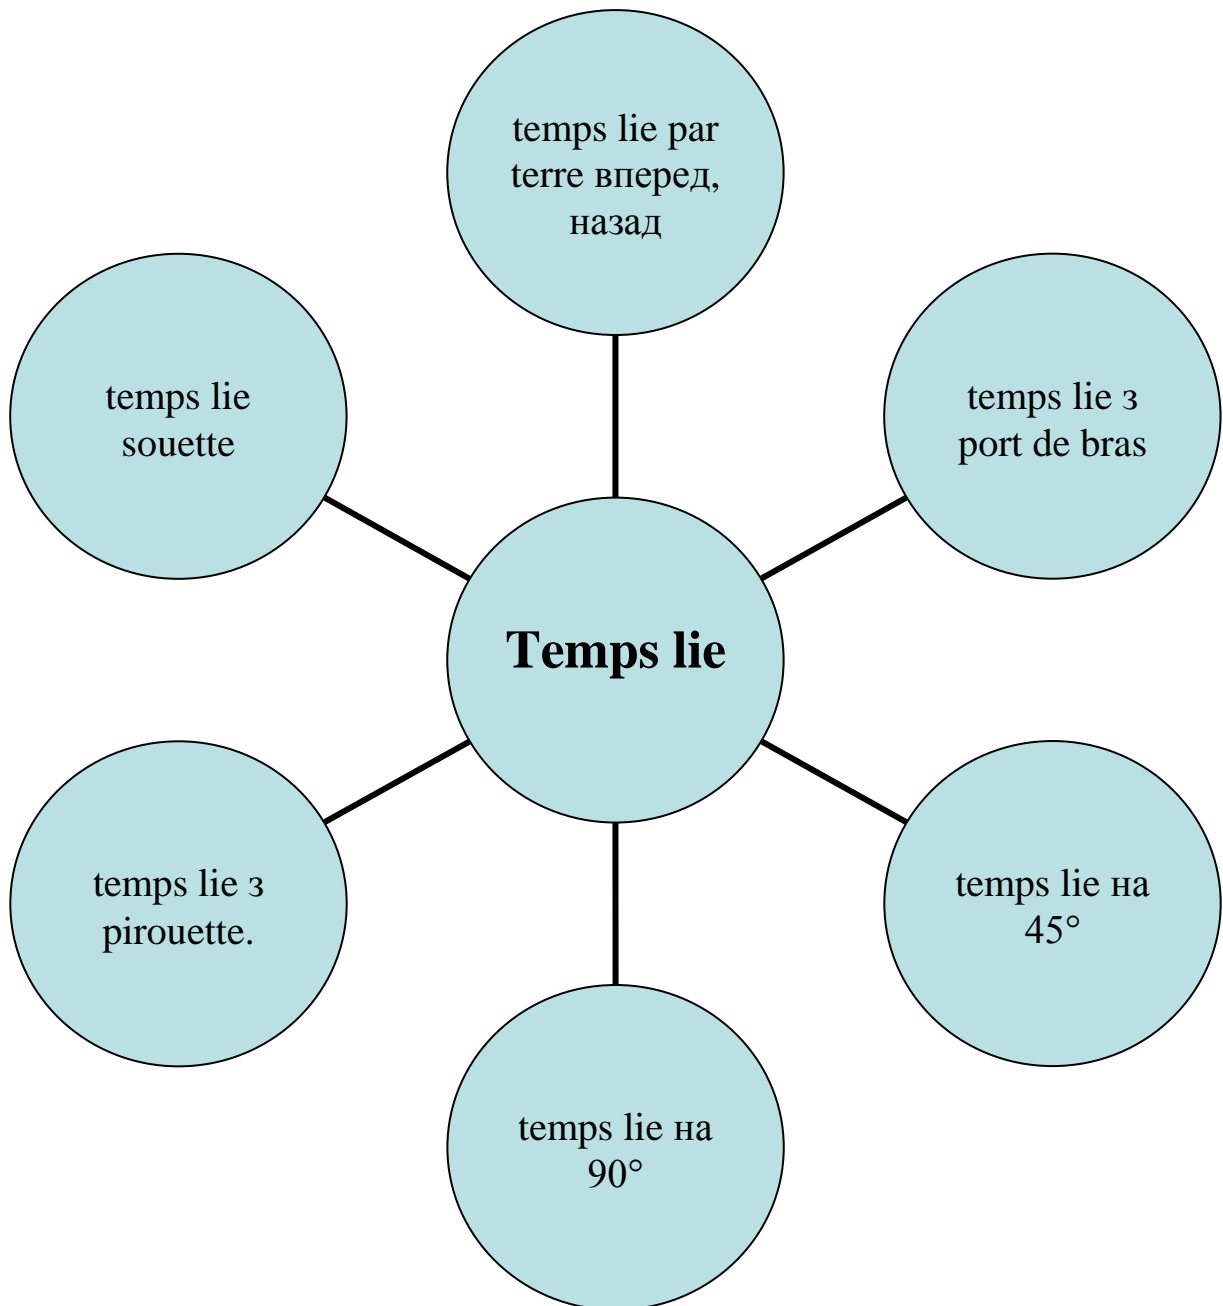 temps lie par
terre вперед,
назад
temps lie
souette
temps lie з
port de bras
Temps lie
temps lie з
pirouette.
temps lie на
45°
temps lie на
90°